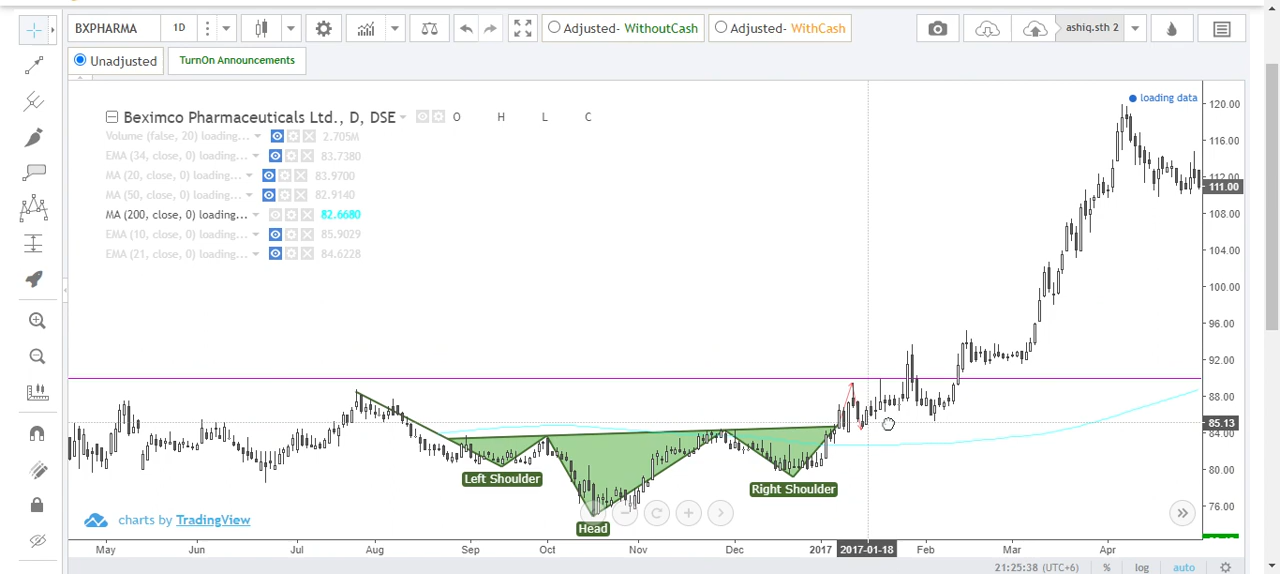 BXPHARMA 1D Adjusted- WithoutCash Adjusted- WithCash ashiq.sth 2
Unadjusted TurnOn Announcements
loading data
Beximco Pharmaceuticals Ltd., D, DSE O H L C
Volume (false, 20) loading... 2.705M
EMA (34, close, 0) loading... 83.7380
MA (20, close, 0) loading... 83.9700
MA (50, close, 0) loading... 82.9140
MA (200, close, 0) loading... 82.6680
EMA (10, close, 0) loading... 85.9029
EMA (21, close, 0) loading... 84.6228
120.00
116.00
112.00
111.00
108.00
104.00
100.00
96.00
92.00
88.00
85.13
84.00
80.00
76.00
Left Shoulder
Right Shoulder
Head
charts by TradingView
May Jun Jul Aug Sep Oct Nov Dec 2017 2017-01-18 Feb Mar Apr
21:25:38 (UTC+6) % log auto